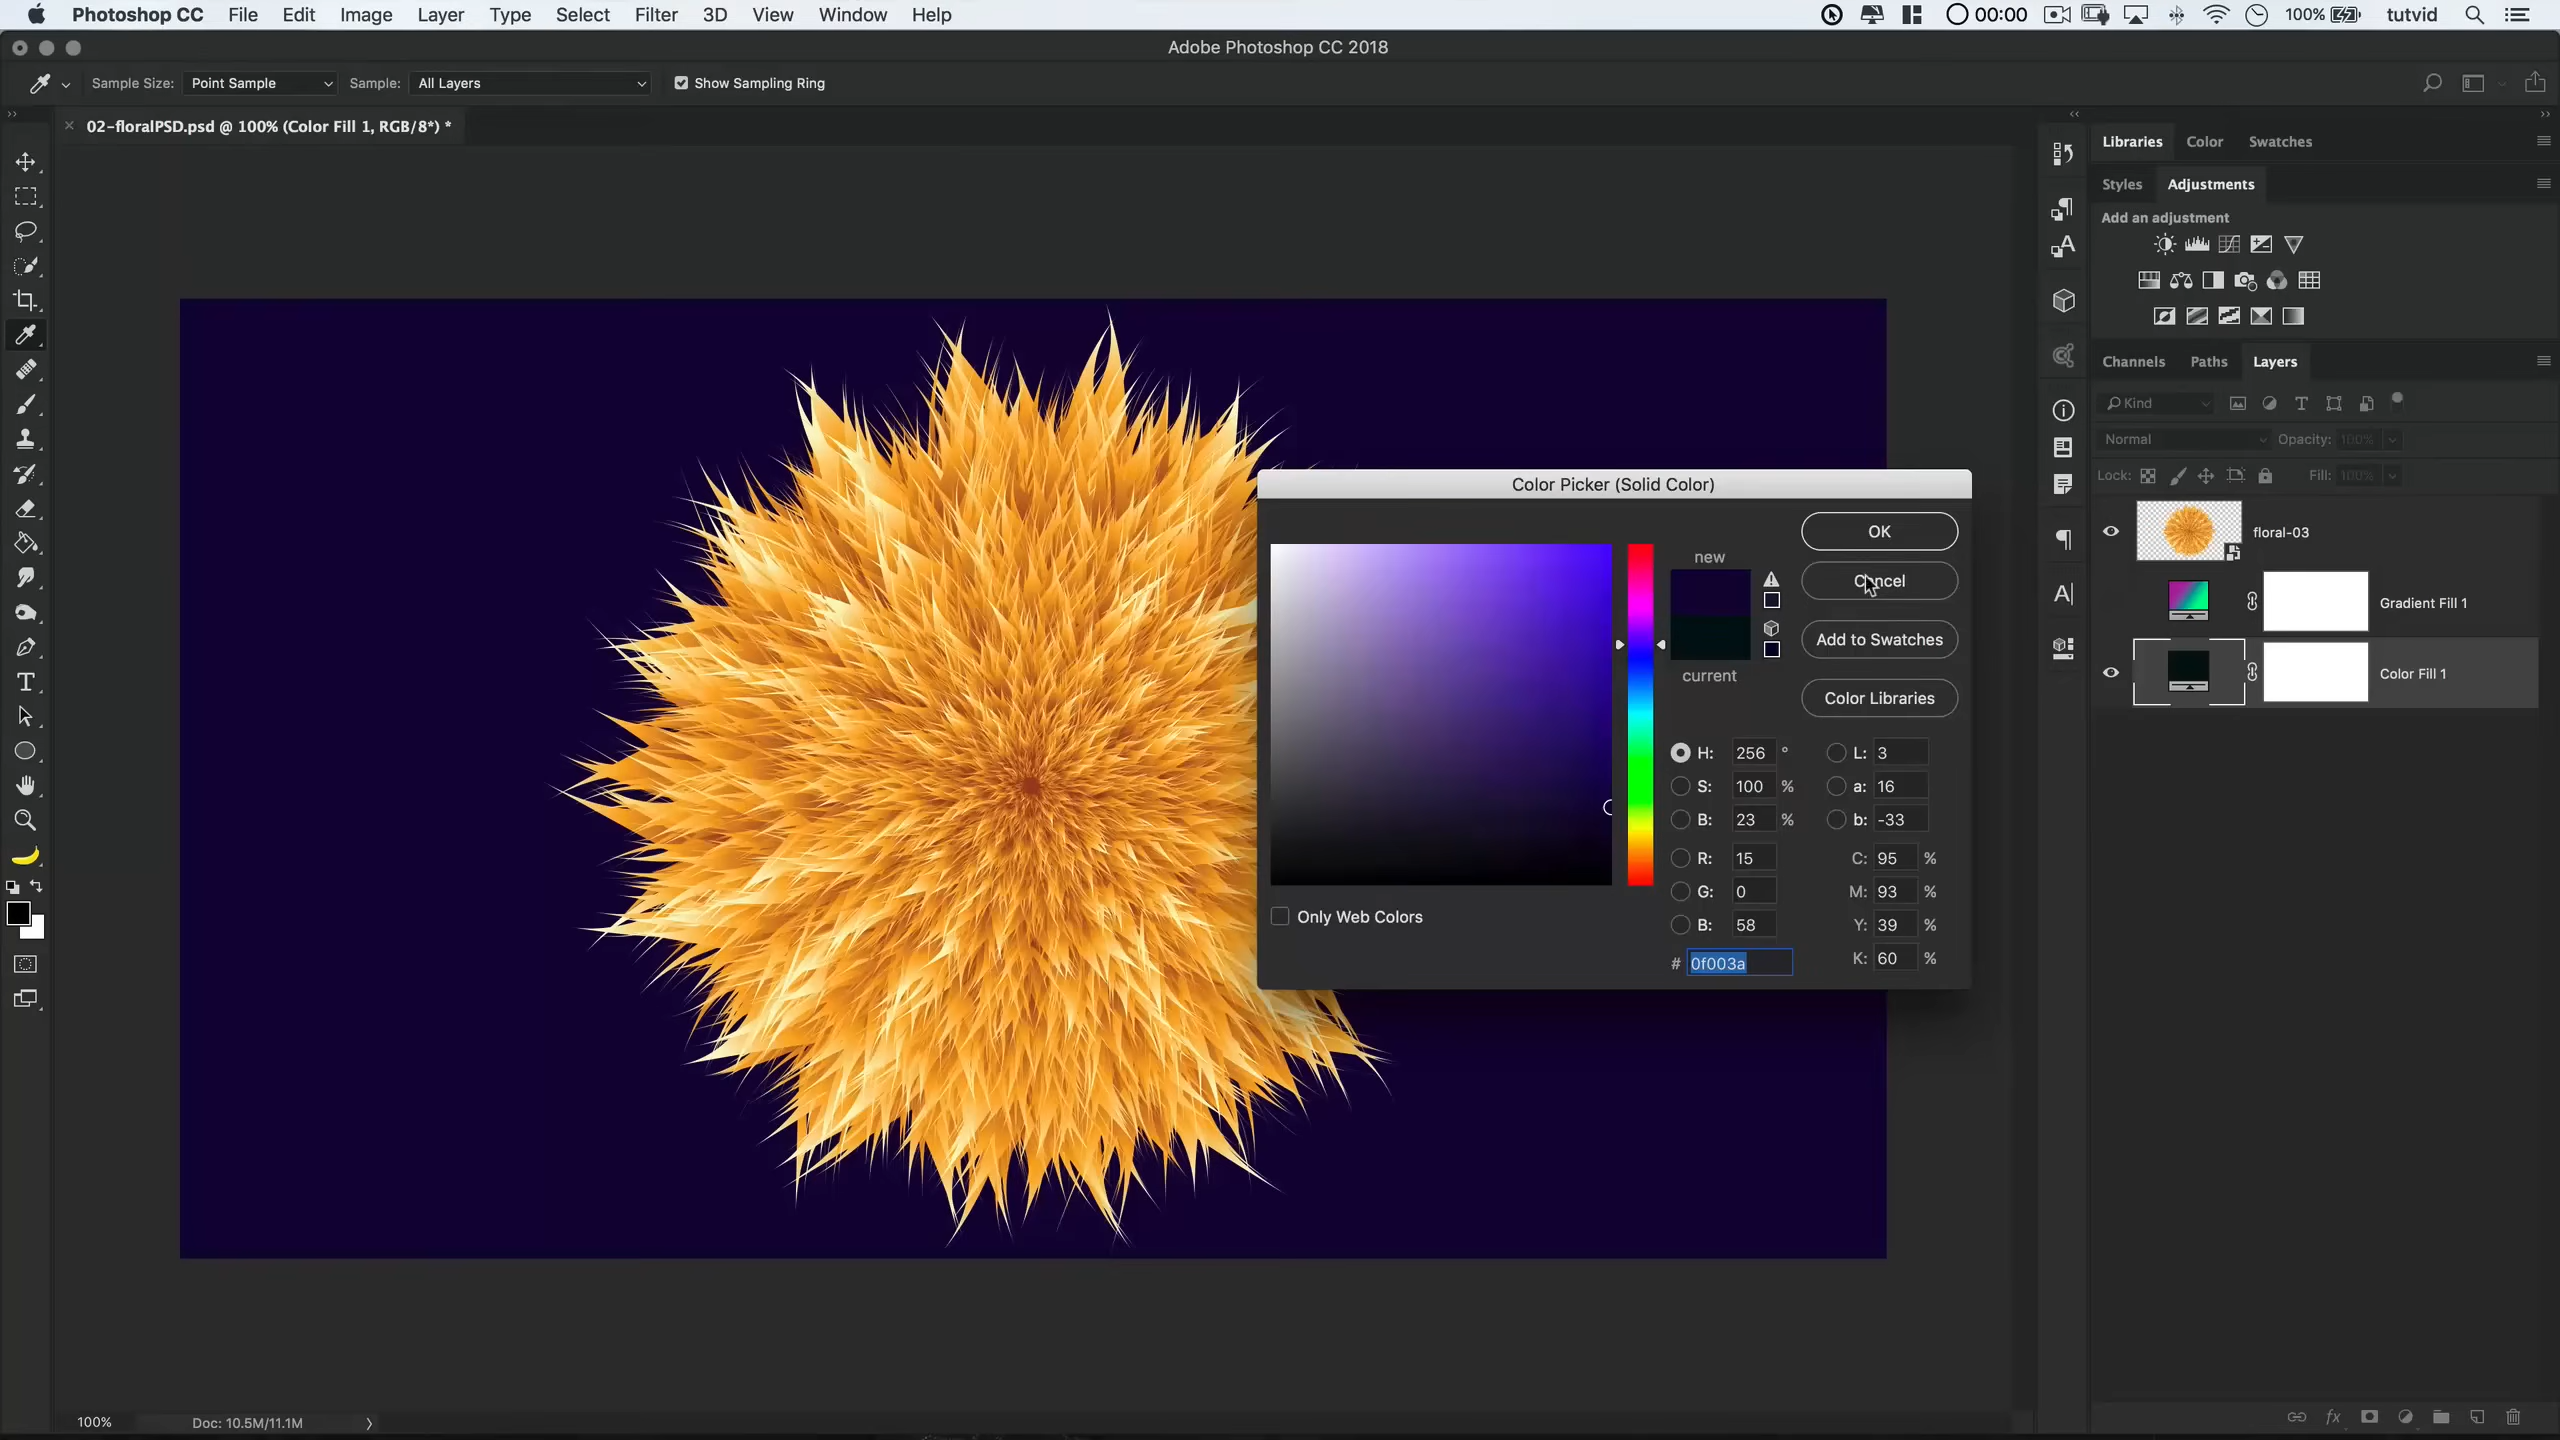 Photoshop CC File Edit Image Layer Type Select Filter 3D View Window Help 00:00 100% tutvid
Adobe Photoshop CC 2018
Sample Size: Point Sample Sample: All Layers Show Sampling Ring
02-floralPSD.psd @ 100% (Color Fill 1, RGB/8*) *
Libraries Color Swatches
Styles Adjustments
Add an adjustment
Channels Paths Layers
Kind
Normal Opacity: 100%
Lock: Fill: 100%
floral-03
Gradient Fill 1
Color Fill 1
Color Picker (Solid Color)
OK
new
Cancel
Add to Swatches
current
Color Libraries
H: 256 ° L: 3
S: 100 % a: 16
B: 23 % b: -33
R: 15 C: 95 %
G: 0 M: 93 %
B: 58 Y: 39 %
# 0f003a K: 60 %
Only Web Colors
100% Doc: 10.5M/11.1M